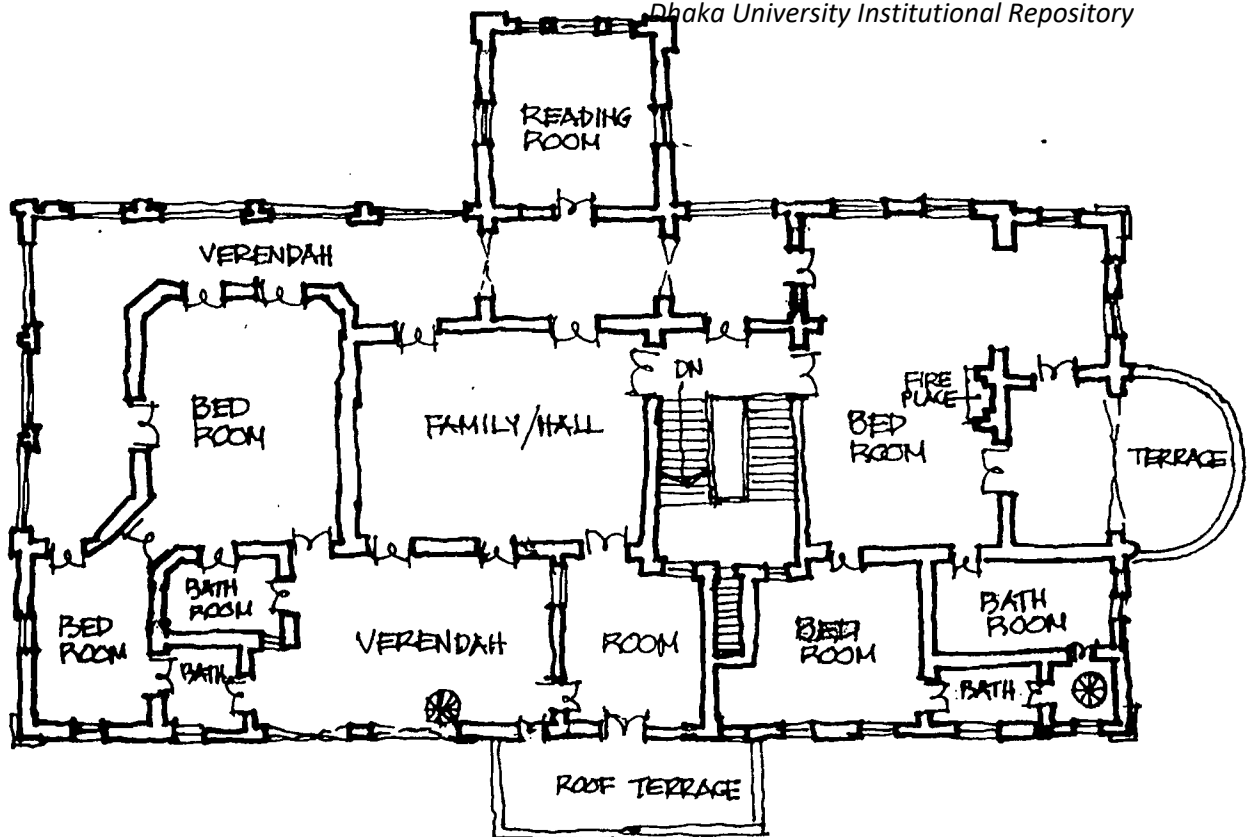 Dhaka University Institutional Repository
READING
ROOM
VERENDAH
BED
ROOM
FAMILY/HALL
DN
FIRE
PLACE
BED
ROOM
TERRACE
BATH
ROOM
BED
ROOM
BATH
VERENDAH
ROOM
BED
ROOM
BATH
ROOM
BATH
ROOF TERRACE